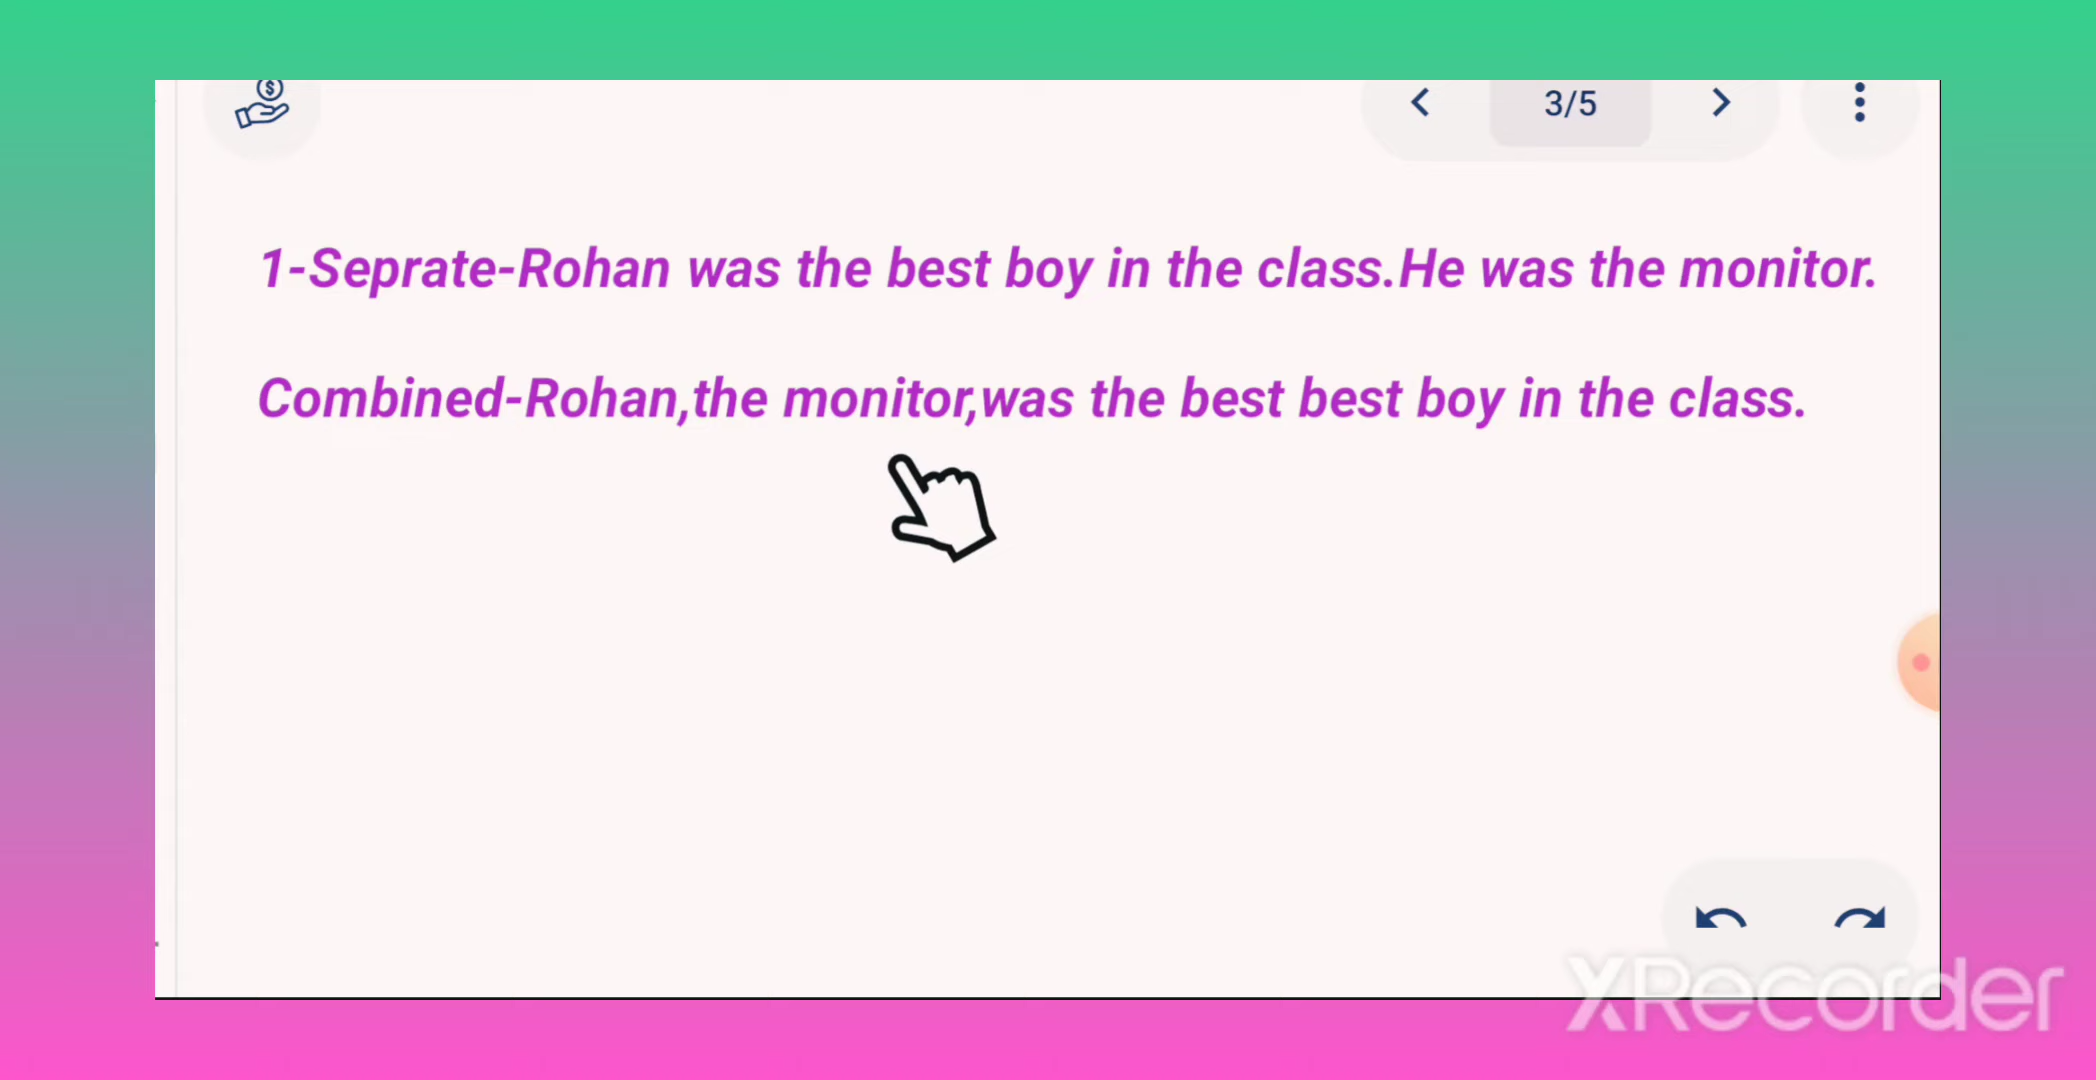 $
3/5
1-Seprate-Rohan was the best boy in the class.He was the monitor.
Combined-Rohan,the monitor,was the best best boy in the class.
XRecorder